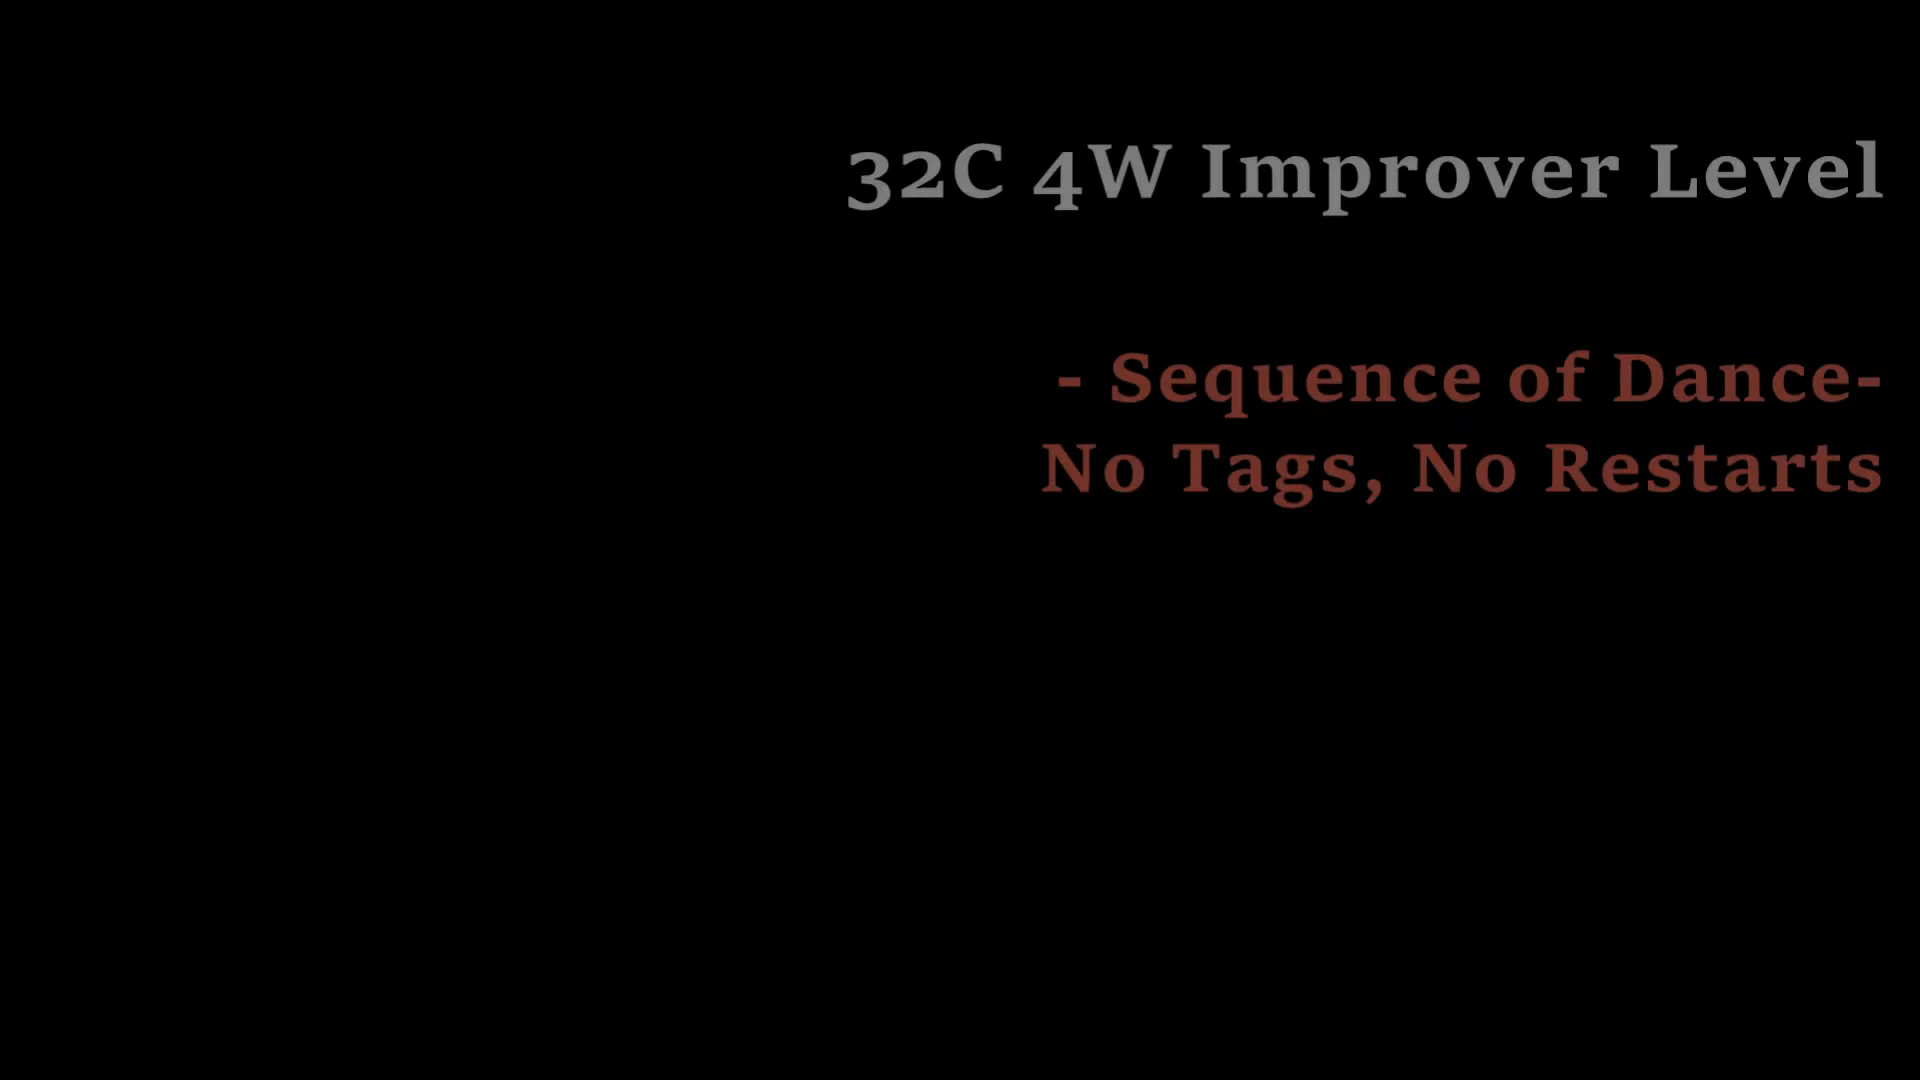 32C 4W Improver Level
- Sequence of Dance-
No Tags, No Restarts